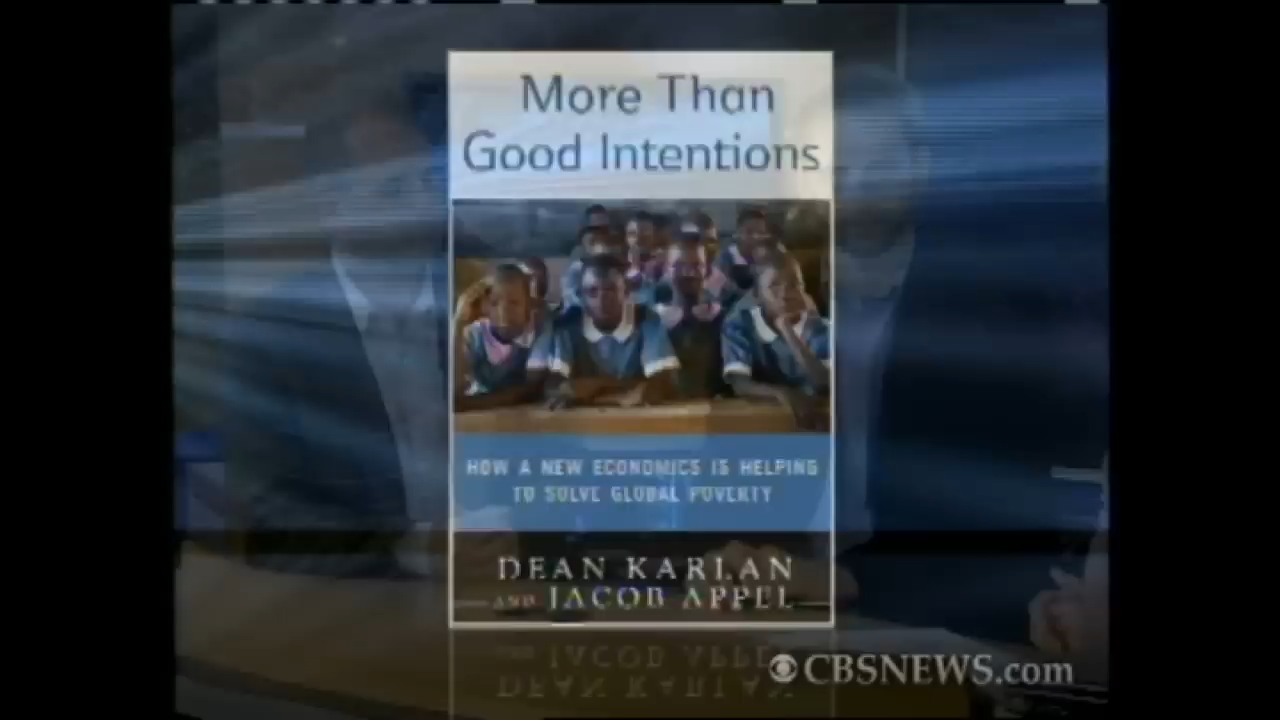 More Than
Good Intentions
HOW A NEW ECONOMICS IS HELPING
TO SOLVE GLOBAL POVERTY
DEAN KARLAN
AND JACOB APPEL
CBSNEWS.com